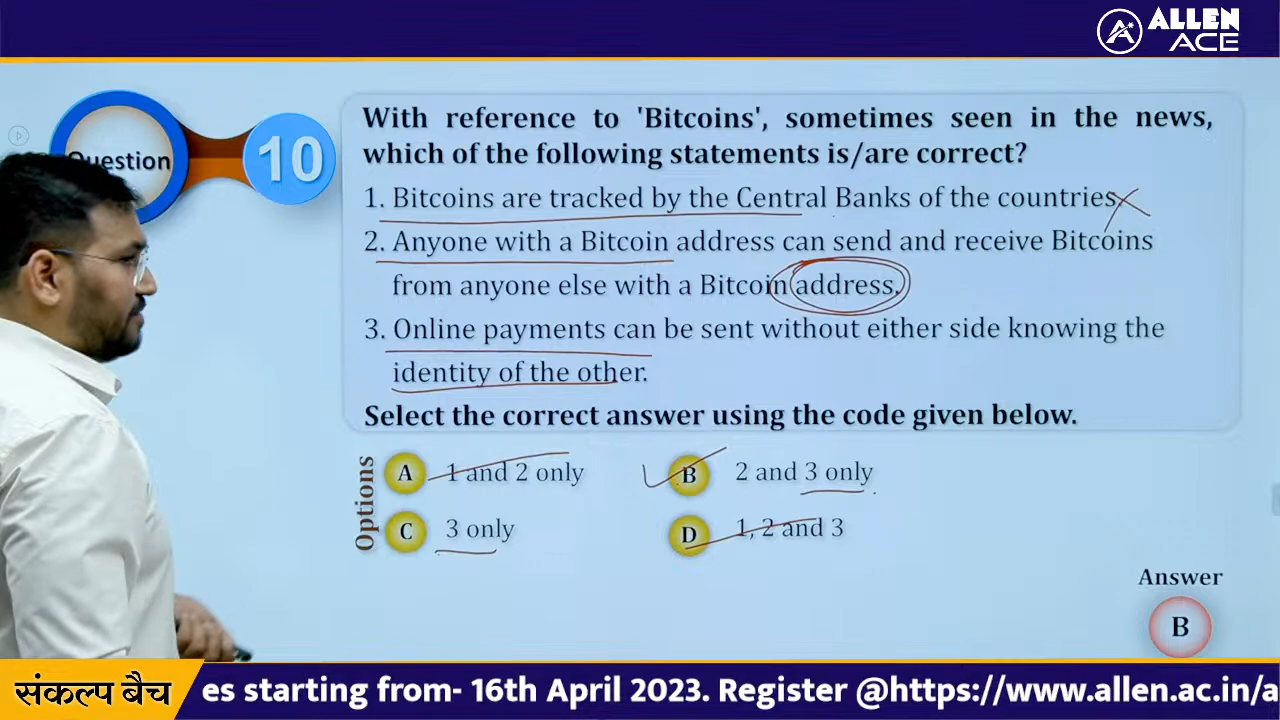 ALLEN
ACE
Question
10
With reference to 'Bitcoins', sometimes seen in the news,
which of the following statements is/are correct?
1. Bitcoins are tracked by the Central Banks of the countries.
2. Anyone with a Bitcoin address can send and receive Bitcoins
from anyone else with a Bitcoin address.
3. Online payments can be sent without either side knowing the
identity of the other.
Select the correct answer using the code given below.
Options
A 1 and 2 only
B 2 and 3 only
C 3 only
D 1, 2 and 3
Answer
B
संकल्प बैच
es starting from- 16th April 2023. Register @https://www.allen.ac.in/a